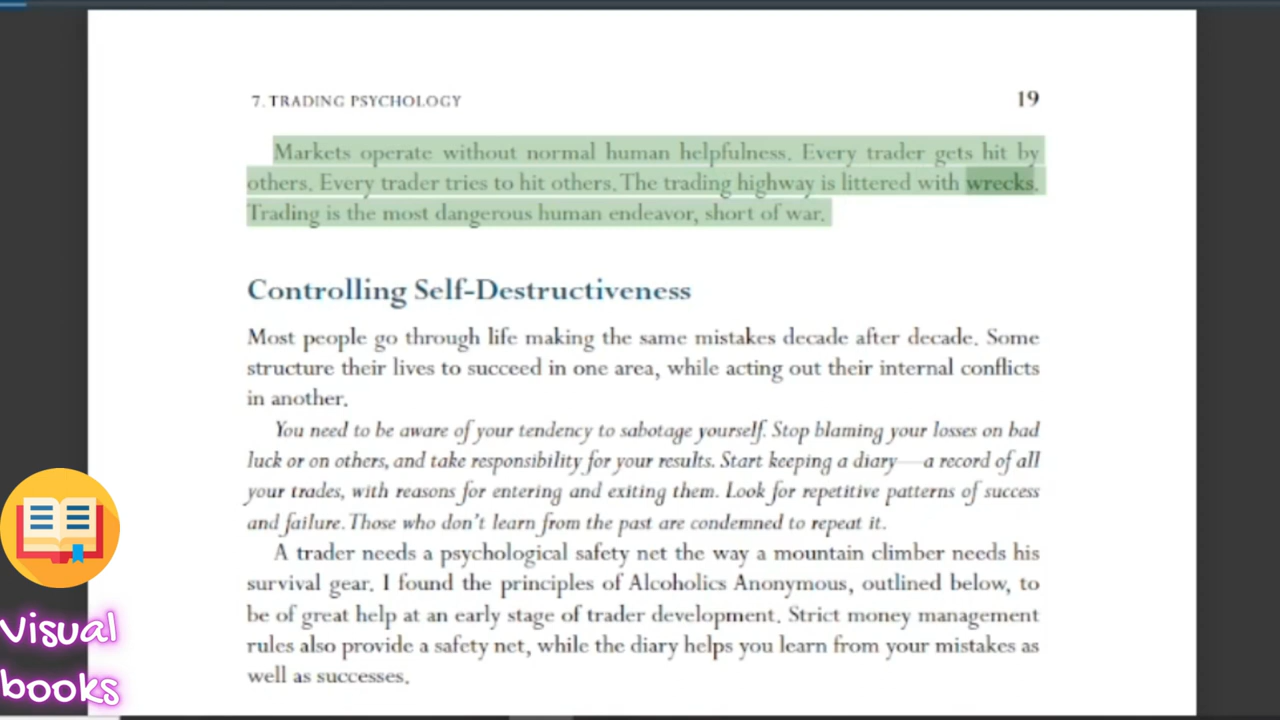 7. TRADING PSYCHOLOGY 19
Markets operate without normal human helpfulness. Every trader gets hit by
others. Every trader tries to hit others. The trading highway is littered with wrecks.
Trading is the most dangerous human endeavor, short of war.
Controlling Self-Destructiveness
Most people go through life making the same mistakes decade after decade. Some
structure their lives to succeed in one area, while acting out their internal conflicts
in another.
You need to be aware of your tendency to sabotage yourself. Stop blaming your losses on bad
luck or on others, and take responsibility for your results. Start keeping a diary—a record of all
your trades, with reasons for entering and exiting them. Look for repetitive patterns of success
and failure. Those who don't learn from the past are condemned to repeat it.
A trader needs a psychological safety net the way a mountain climber needs his
survival gear. I found the principles of Alcoholics Anonymous, outlined below, to
be of great help at an early stage of trader development. Strict money management
rules also provide a safety net, while the diary helps you learn from your mistakes as
well as successes.
Visual
books